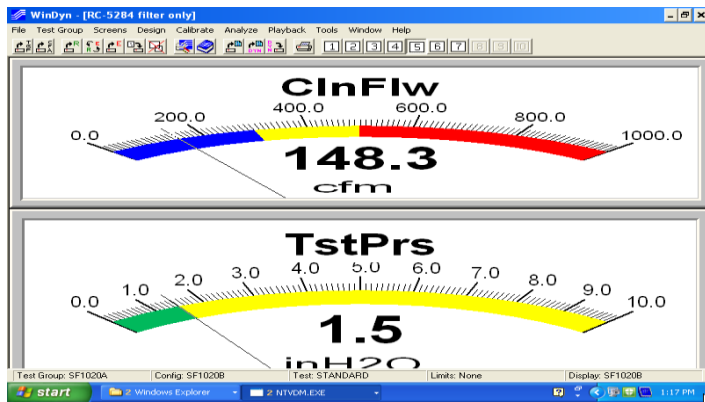 WinDyn - [RC-5284 filter only]
File Test Group Screens Design Calibrate Analyze Playback Tools Window Help
1 2 3 4 5 6 7 8 9 10
ClnFlw
0.0 200.0 400.0 600.0 800.0 1000.0
148.3
cfm
TstPrs
0.0 1.0 2.0 3.0 4.0 5.0 6.0 7.0 8.0 9.0 10.0
1.5
inH2O
Test Group: SF1020A Config: SF1020B Test: STANDARD Limits: None Display: SF1020B
start 2 Windows Explorer 2 NTVDM.EXE 1:17 PM